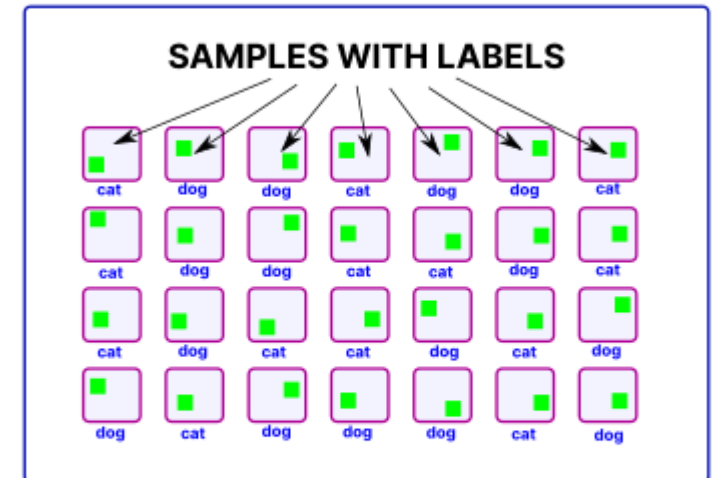 SAMPLES WITH LABELS
cat dog dog cat dog dog cat
cat dog dog cat cat dog cat
cat dog cat cat dog cat dog
dog cat dog dog dog cat dog